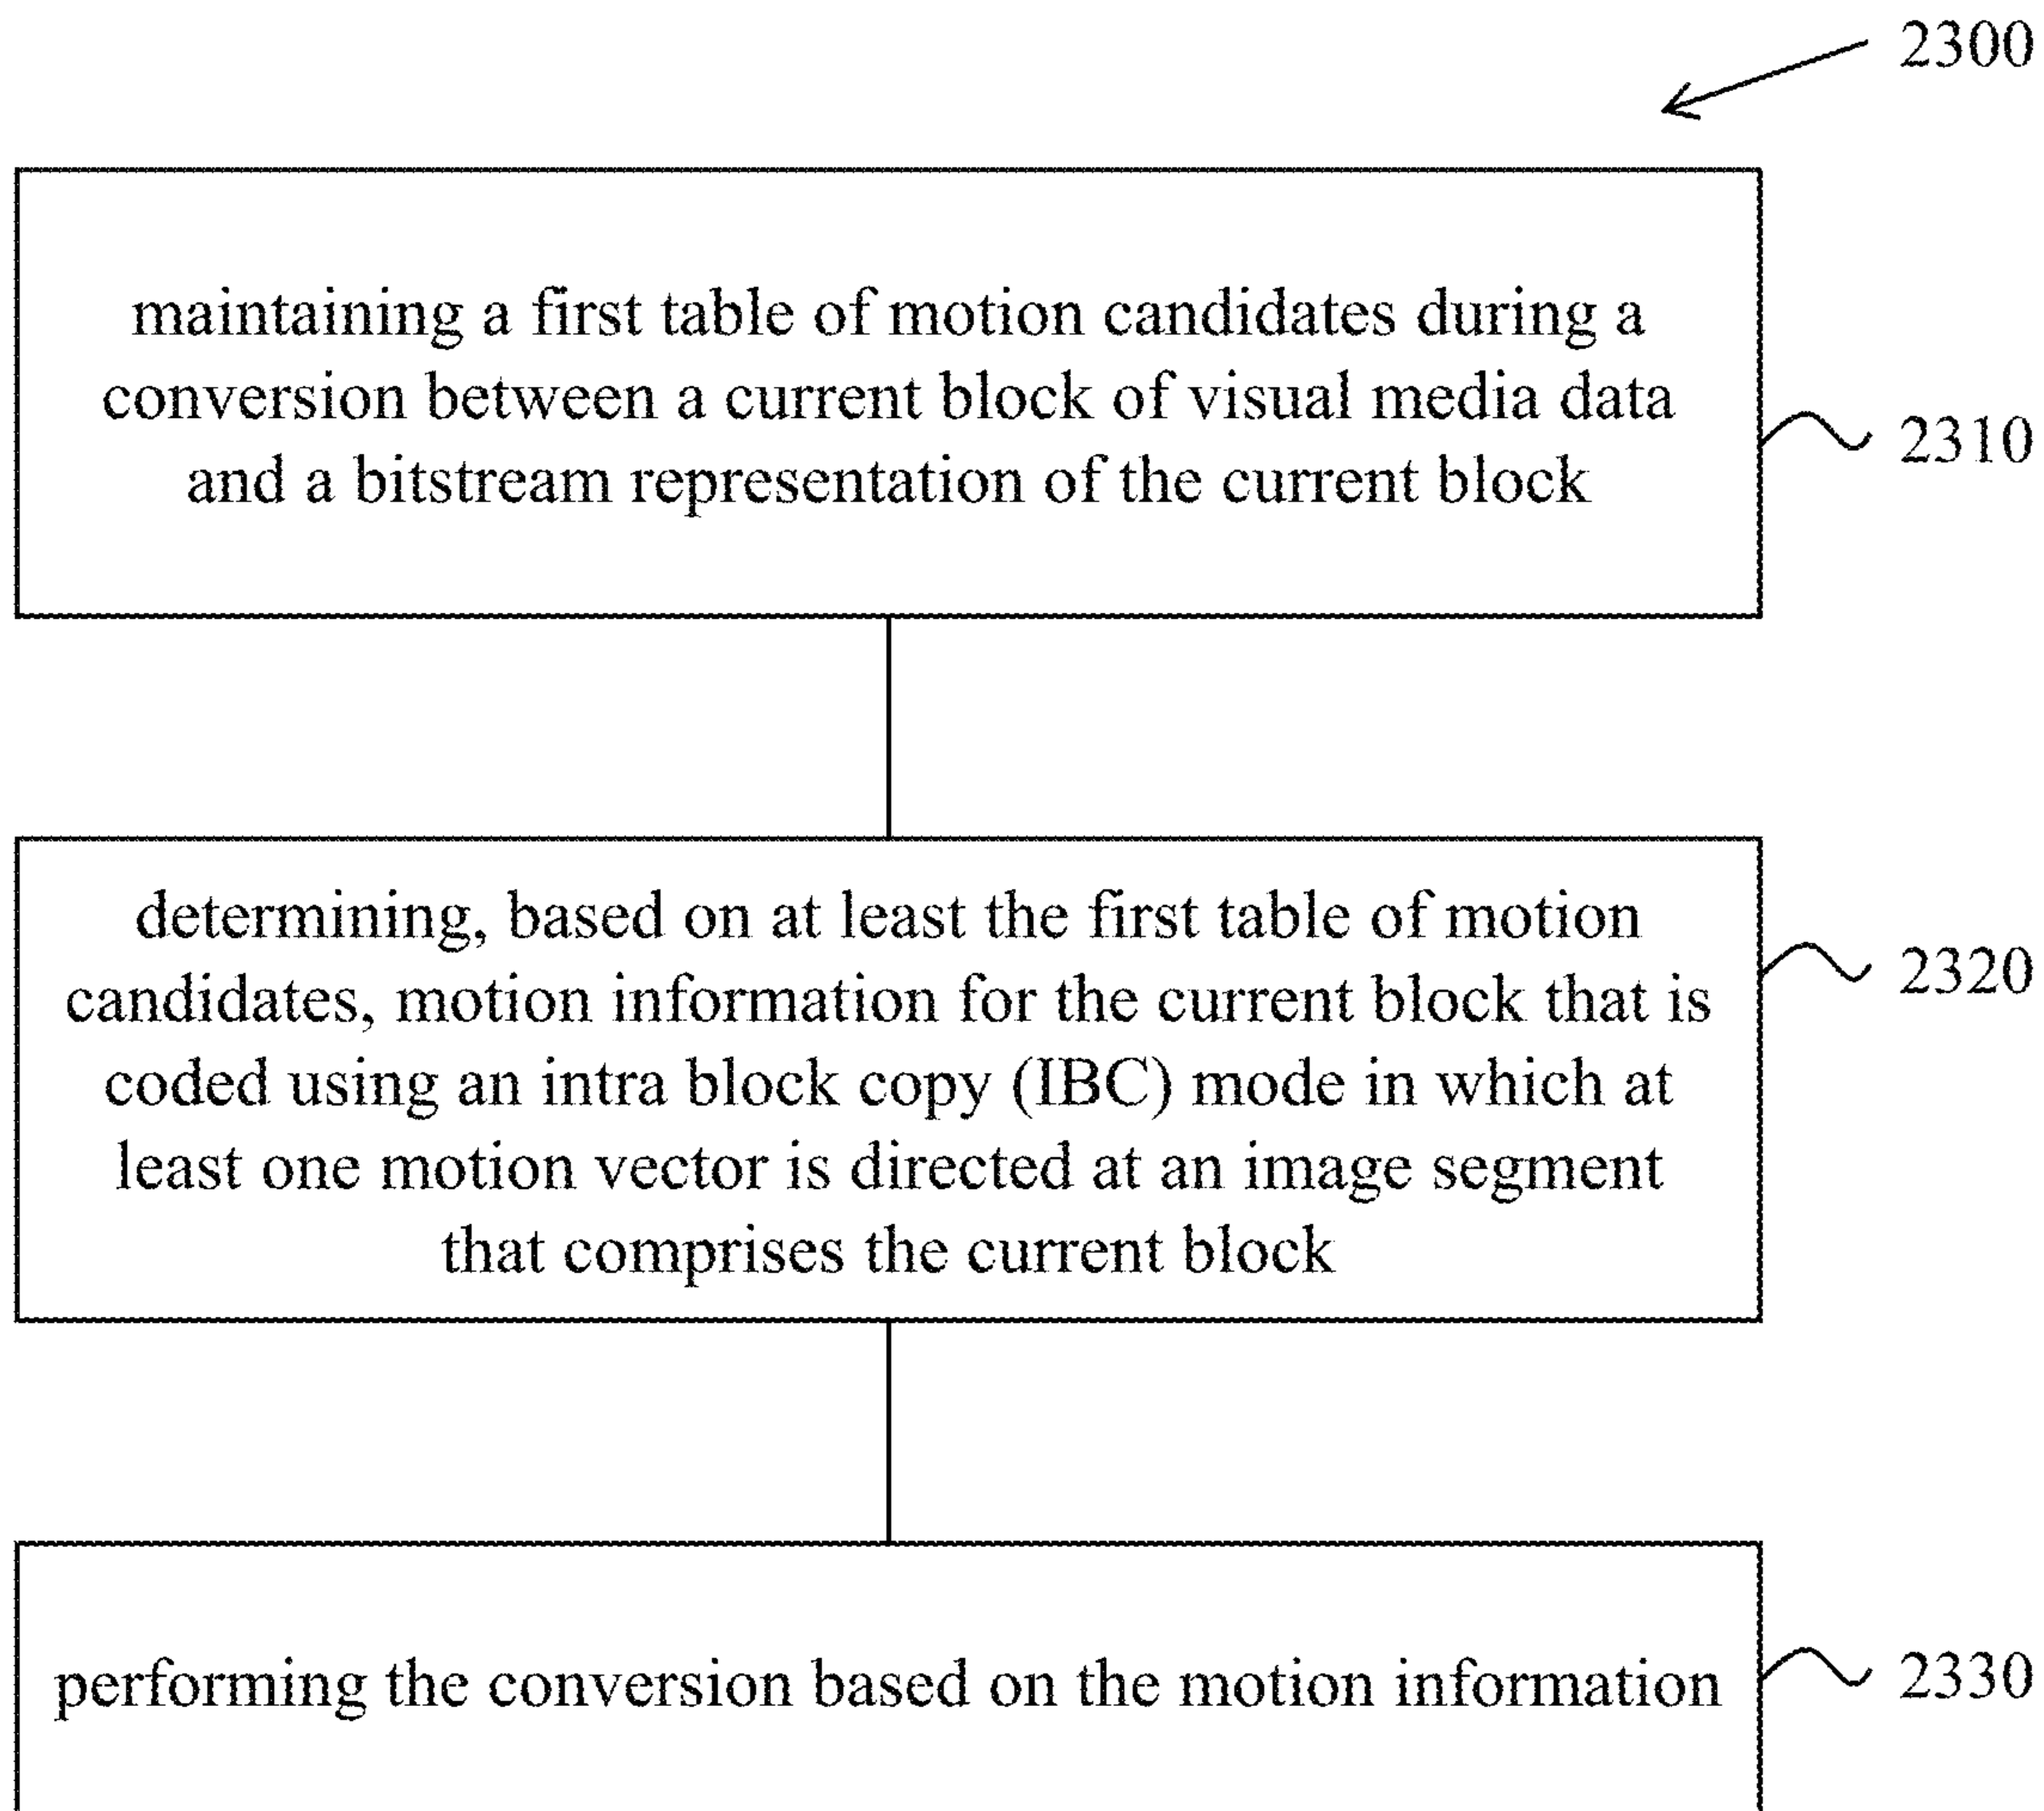 2300
maintaining a first table of motion candidates during a
conversion between a current block of visual media data
and a bitstream representation of the current block
2310
determining, based on at least the first table of motion
candidates, motion information for the current block that is
coded using an intra block copy (IBC) mode in which at
least one motion vector is directed at an image segment
that comprises the current block
2320
performing the conversion based on the motion information
2330